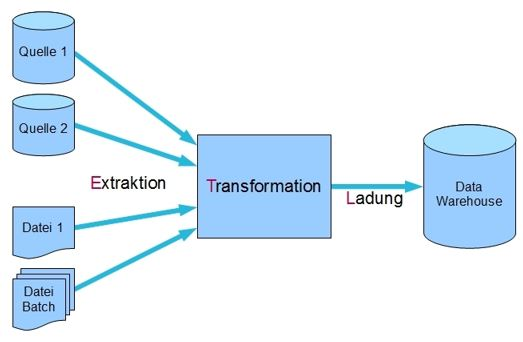 Quelle 1
Quelle 2
Extraktion
Transformation
Ladung
Data
Warehouse
Datei 1
Datei
Batch